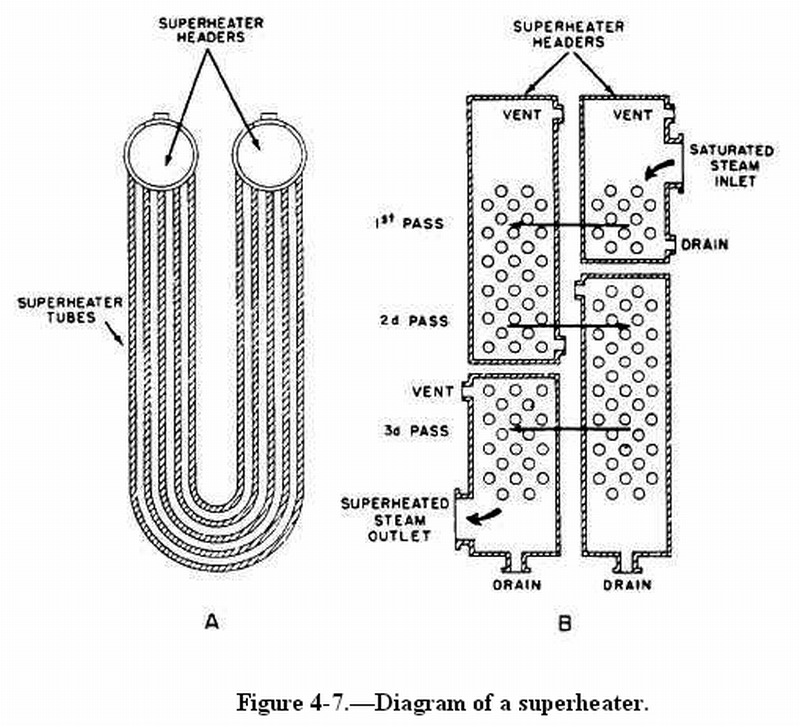 SUPERHEATER
HEADERS
SUPERHEATER
TUBES
A
SUPERHEATER
HEADERS
VENT
VENT
SATURATED
STEAM
INLET
1st PASS
DRAIN
2d PASS
VENT
3d PASS
SUPERHEATED
STEAM
OUTLET
DRAIN
DRAIN
B
Figure 4-7.—Diagram of a superheater.